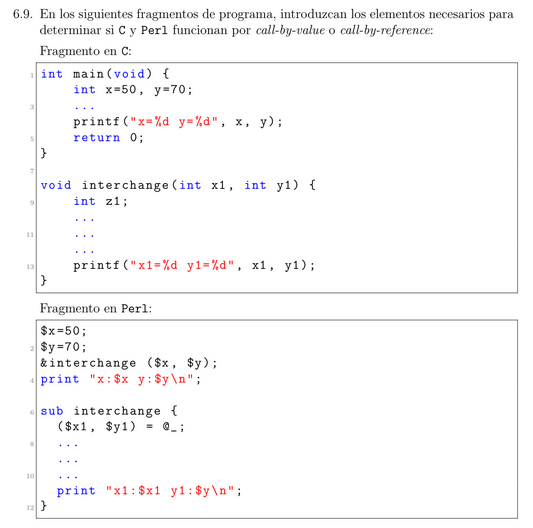 6.9. En los siguientes fragmentos de programa, introduzcan los elementos necesarios para
determinar si C y Perl funcionan por call-by-value o call-by-reference:
Fragmento en C:
1 int main(void) {
int x=50, y=70;
3 ...
printf("x=%d y=%d", x, y);
5 return 0;
}
7
void interchange(int x1, int y1) {
9 int z1;
...
11 ...
...
13 printf("x1=%d y1=%d", x1, y1);
}
Fragmento en Perl:
$x=50;
2 $y=70;
&interchange ($x, $y);
4 print "x:$x y:$y\n";
6 sub interchange {
($x1, $y1) = @_;
8 ...
...
10 ...
print "x1:$x1 y1:$y\n";
12 }